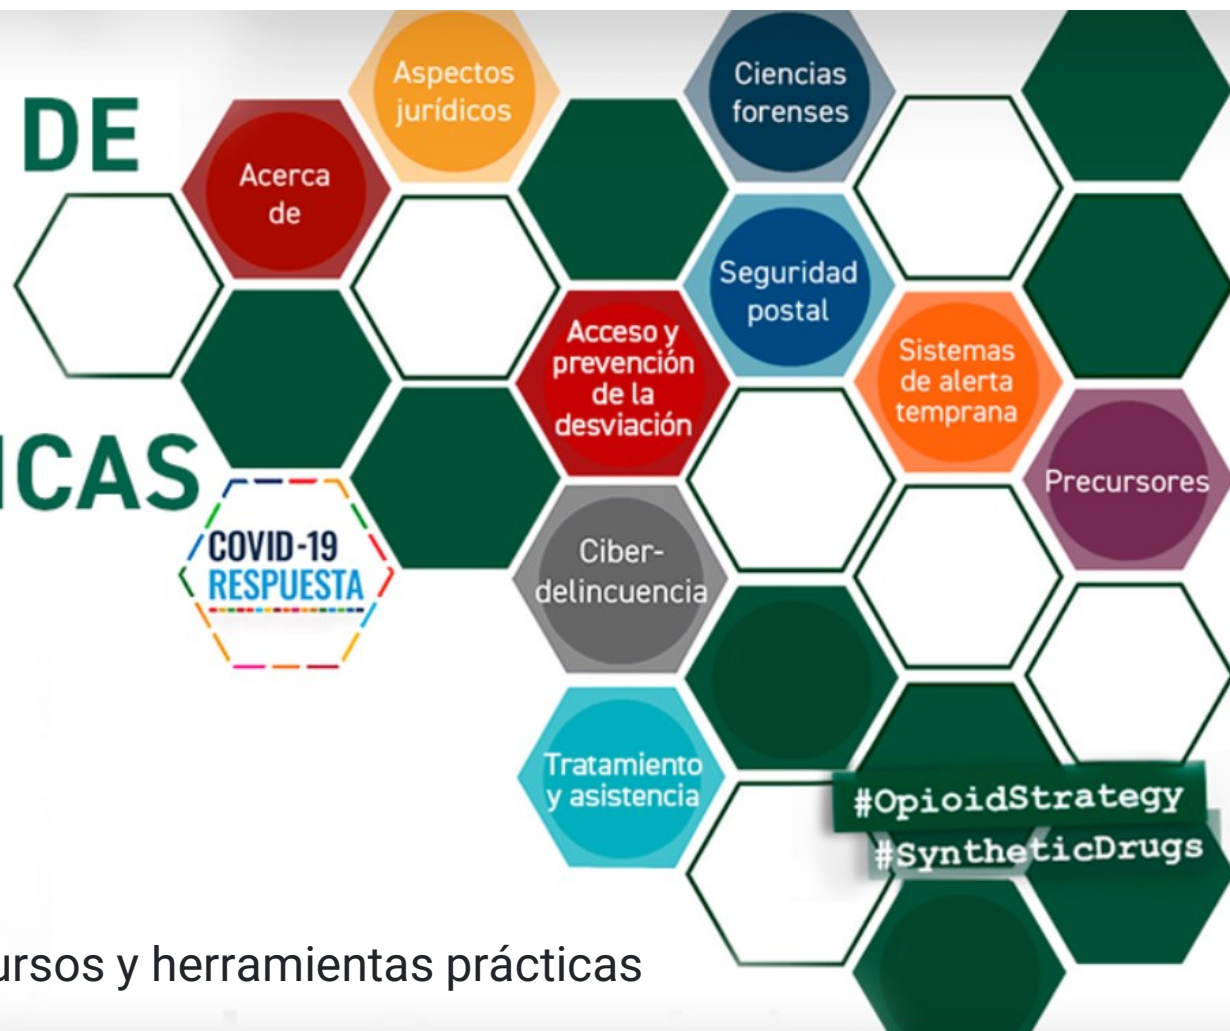 DE
ICAS
Aspectos
jurídicos
Ciencias
forenses
Acerca
de
Seguridad
postal
Acceso y
prevención
de la
desviación
Sistemas
de alerta
temprana
Precursores
COVID-19
RESPUESTA
Ciber-
delincuencia
Tratamiento
y asistencia
#OpioidStrategy
#SyntheticDrugs
ursos y herramientas prácticas